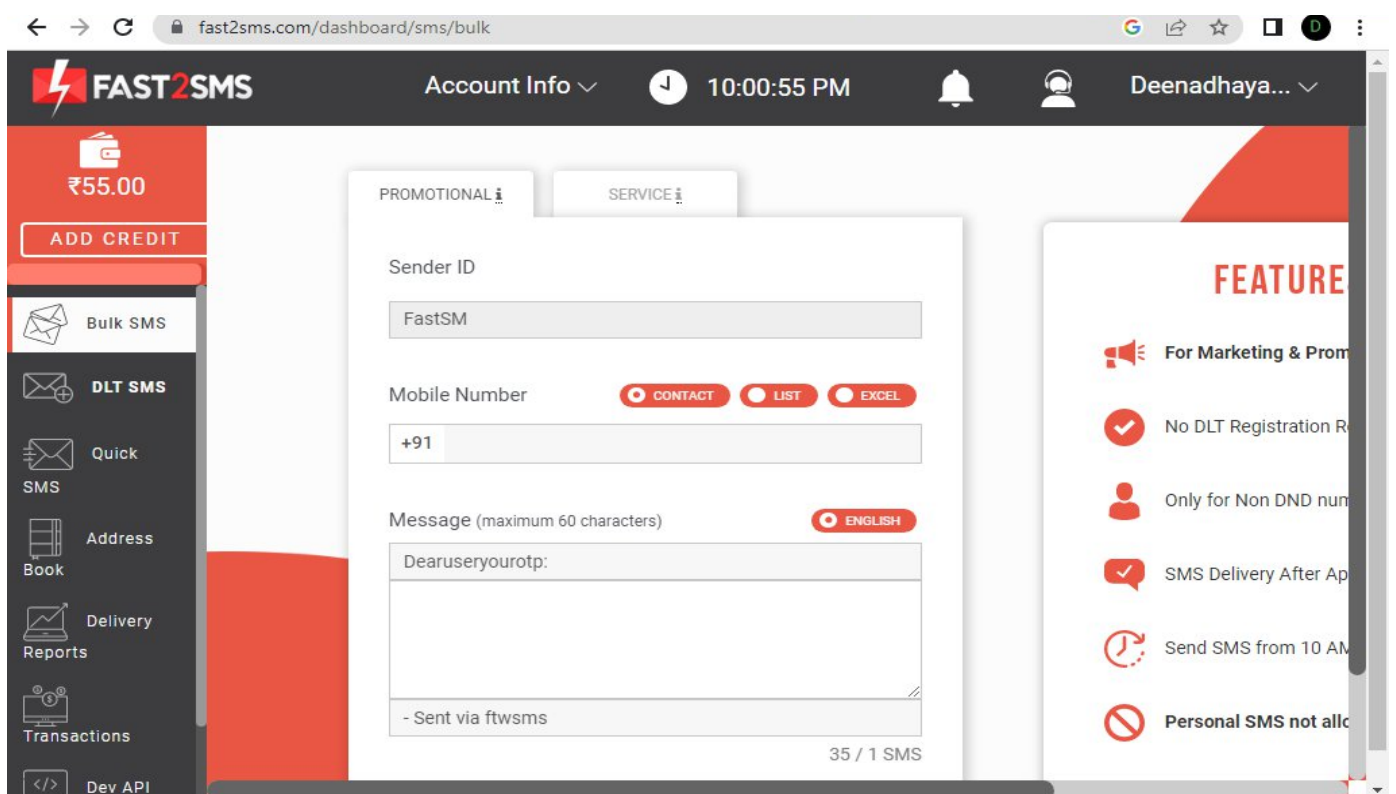 fast2sms.com/dashboard/sms/bulk
G
D
FAST2SMS
Account Info
10:00:55 PM
Deenadhaya...
₹55.00
ADD CREDIT
Bulk SMS
DLT SMS
Quick
SMS
Address
Book
Delivery
Reports
Transactions
</> Dev API
PROMOTIONAL i
SERVICE i
Sender ID
FastSM
Mobile Number
CONTACT
LIST
EXCEL
+91
Message (maximum 60 characters)
ENGLISH
Dearuseryourotp:
- Sent via ftwsms
35 / 1 SMS
FEATURE
For Marketing & Prom
No DLT Registration R
Only for Non DND num
SMS Delivery After Ap
Send SMS from 10 AM
Personal SMS not allo